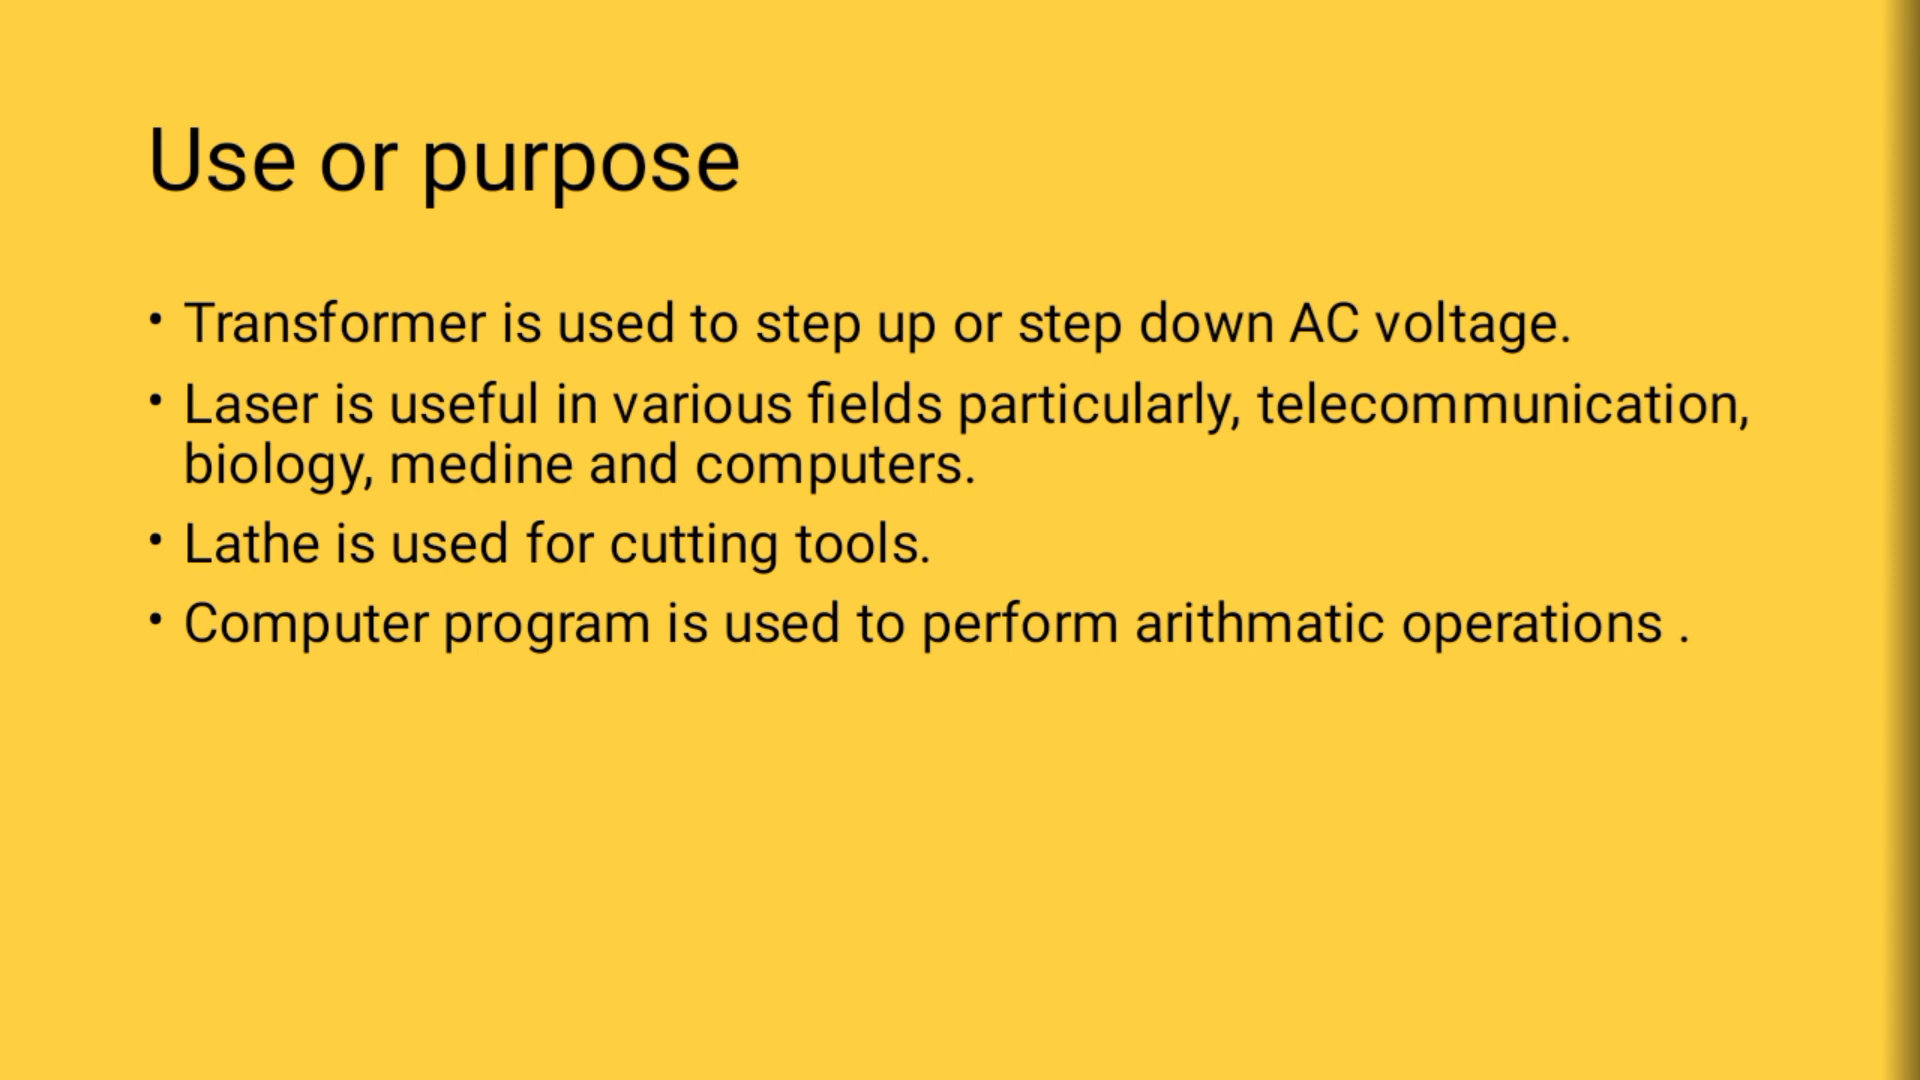 Use or purpose
• Transformer is used to step up or step down AC voltage.
• Laser is useful in various fields particularly, telecommunication,
biology, medine and computers.
• Lathe is used for cutting tools.
• Computer program is used to perform arithmatic operations .